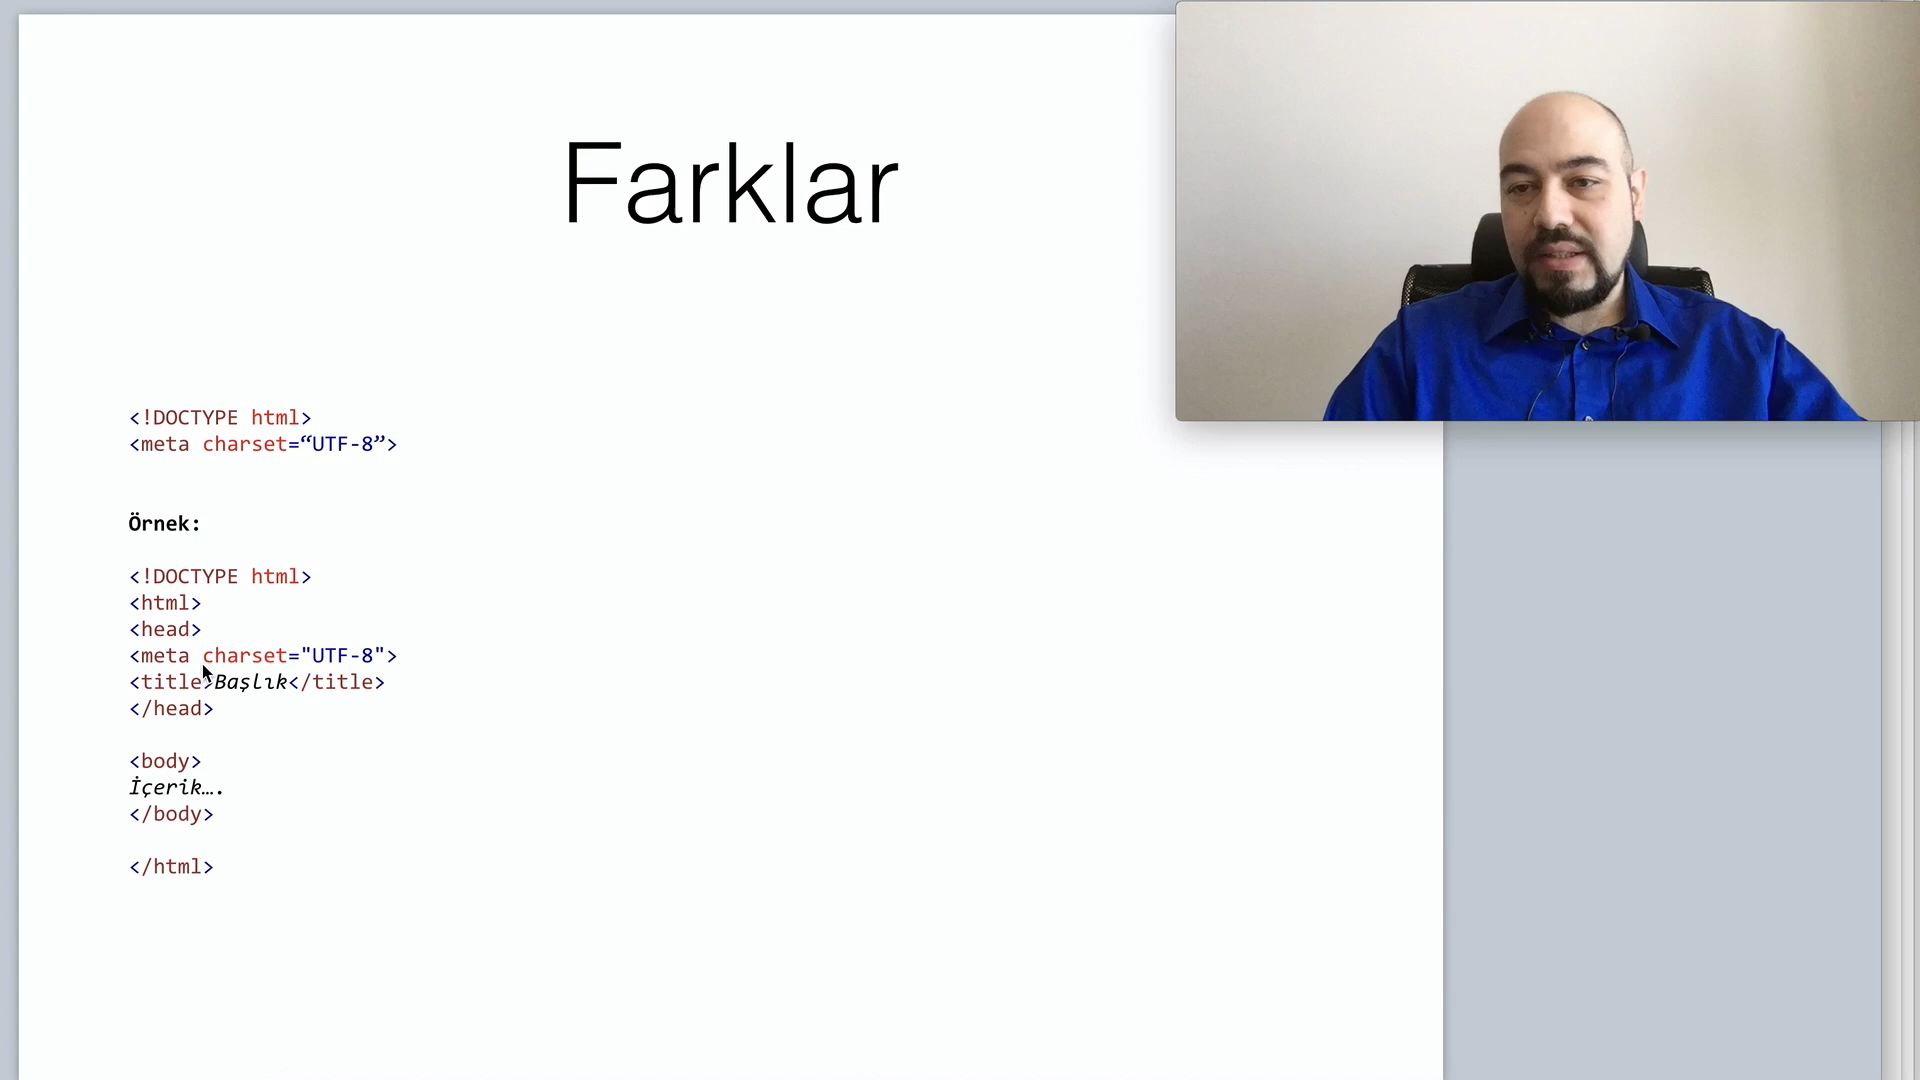 Farklar
<!DOCTYPE html>
<meta charset=“UTF-8”>
Örnek:
<!DOCTYPE html>
<html>
<head>
<meta charset="UTF-8">
<title>Başlık</title>
</head>
<body>
İçerik….
</body>
</html>